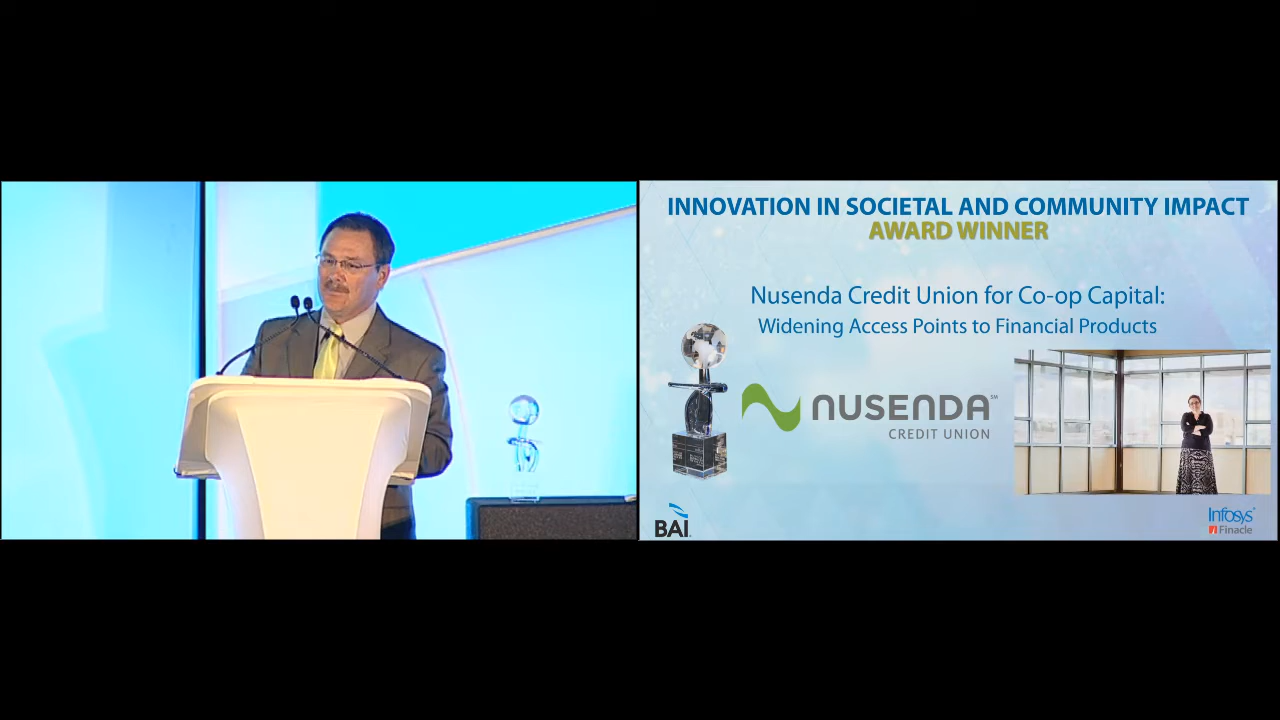 INNOVATION IN SOCIETAL AND COMMUNITY IMPACT
AWARD WINNER
Nusenda Credit Union for Co-op Capital:
Widening Access Points to Financial Products
NUSENDA℠
CREDIT UNION
BAI
Infosys®
Finacle